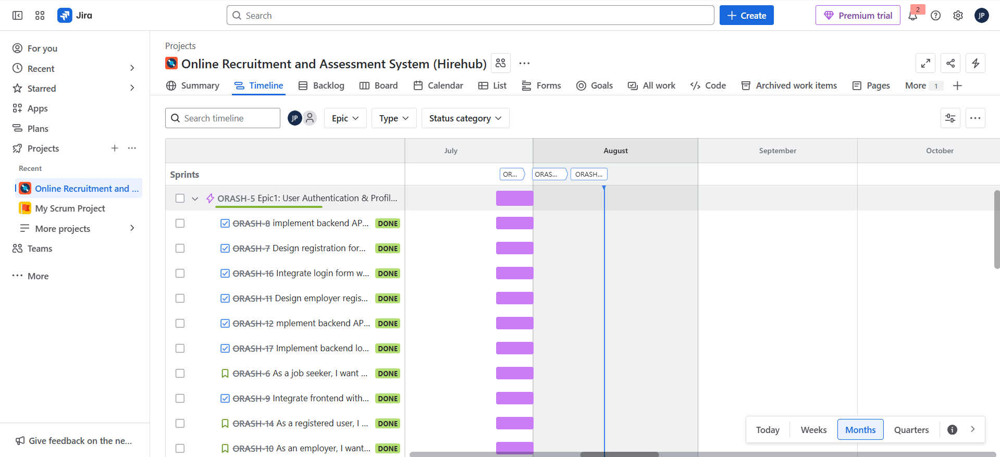 Jira
Search
Create
Premium trial
2
JP
For you
Recent
Starred
Apps
Plans
Projects
Recent
Online Recruitment and ...
My Scrum Project
More projects
Teams
More
Give feedback on the ne...
Projects
Online Recruitment and Assessment System (Hirehub)
Summary Timeline Backlog Board Calendar List Forms Goals All work Code Archived work items Pages More 1
Search timeline
JP
Epic
Type
Status category
July August September October
Sprints
OR... ORAS... ORASH...
ORASH-5 Epic1: User Authentication & Profil...
ORASH-8 implement backend AP... DONE
ORASH-7 Design registration for... DONE
ORASH-16 Integrate login form w... DONE
ORASH-11 Design employer regis... DONE
ORASH-12 mplement backend AP... DONE
ORASH-17 Implement backend lo... DONE
ORASH-6 As a job seeker, I want ... DONE
ORASH-9 Integrate frontend with... DONE
ORASH-14 As a registered user, I ... DONE
ORASH-10 As an employer, I want... DONE
Today Weeks Months Quarters